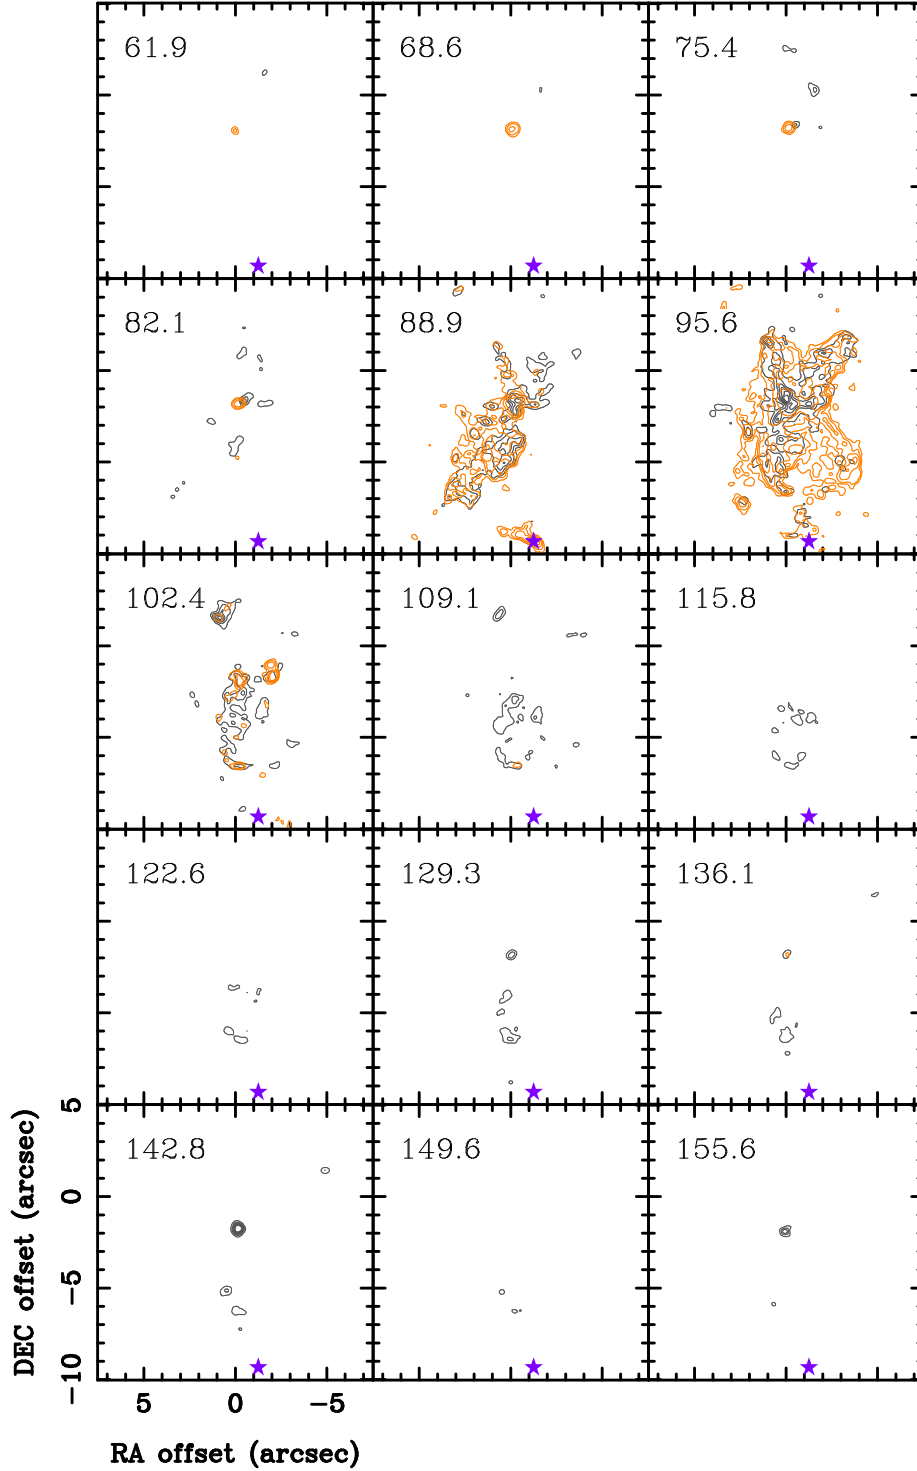 61.9 68.6 75.4
82.1 88.9 95.6
102.4 109.1 115.8
122.6 129.3 136.1
142.8 149.6 155.6
5
0
−5
−10
DEC offset (arcsec)
5 0 −5
RA offset (arcsec)